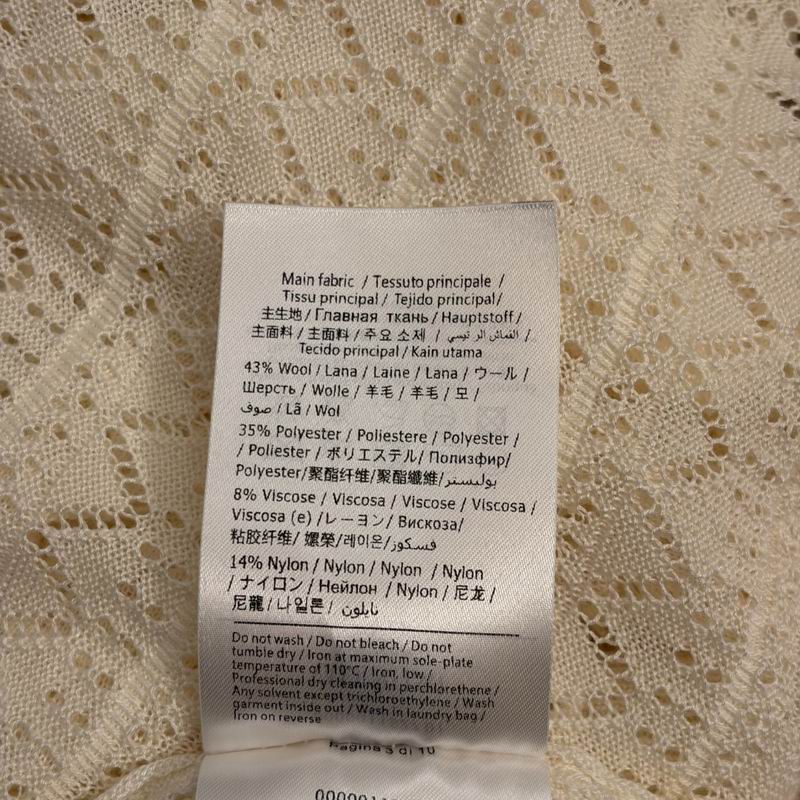 Main fabric / Tessuto principale /
Tissu principal / Tejido principal/
主生地 / Главная ткань / Hauptstoff /
主面料 / 主面料 / 주요 소제 / القماش الر ئيسي /
Tecido principal / Kain utama
43% Wool / Lana / Laine / Lana / ウール /
Шерсть / Wolle / 羊毛 / 羊毛 / 모 /
صوف / Lã / Wol
35% Polyester / Poliestere / Polyester /
/ Poliester / ポリエステル/ Полизфир/
Polyester/聚酯纤维/聚酯纖維/بوليستر
8% Viscose / Viscosa / Viscose / Viscosa /
Viscosa (e) /レーヨン/ Вискоза/
粘胶纤维/ 嫘縈/레이온/فسكوز
14% Nylon / Nylon / Nylon / Nylon
/ ナイロン / Нейлон / Nylon / 尼龙 /
尼龍 / 나일론 / نايلون
Do not wash / Do not bleach / Do not
tumble dry / Iron at maximum sole-plate
temperature of 110°C / Iron, low /
Professional dry cleaning in perchlorethene /
Any solvent except trichloroethylene / Wash
garment inside out / Wash in laundry bag /
Iron on reverse
Pagina 3 di 10